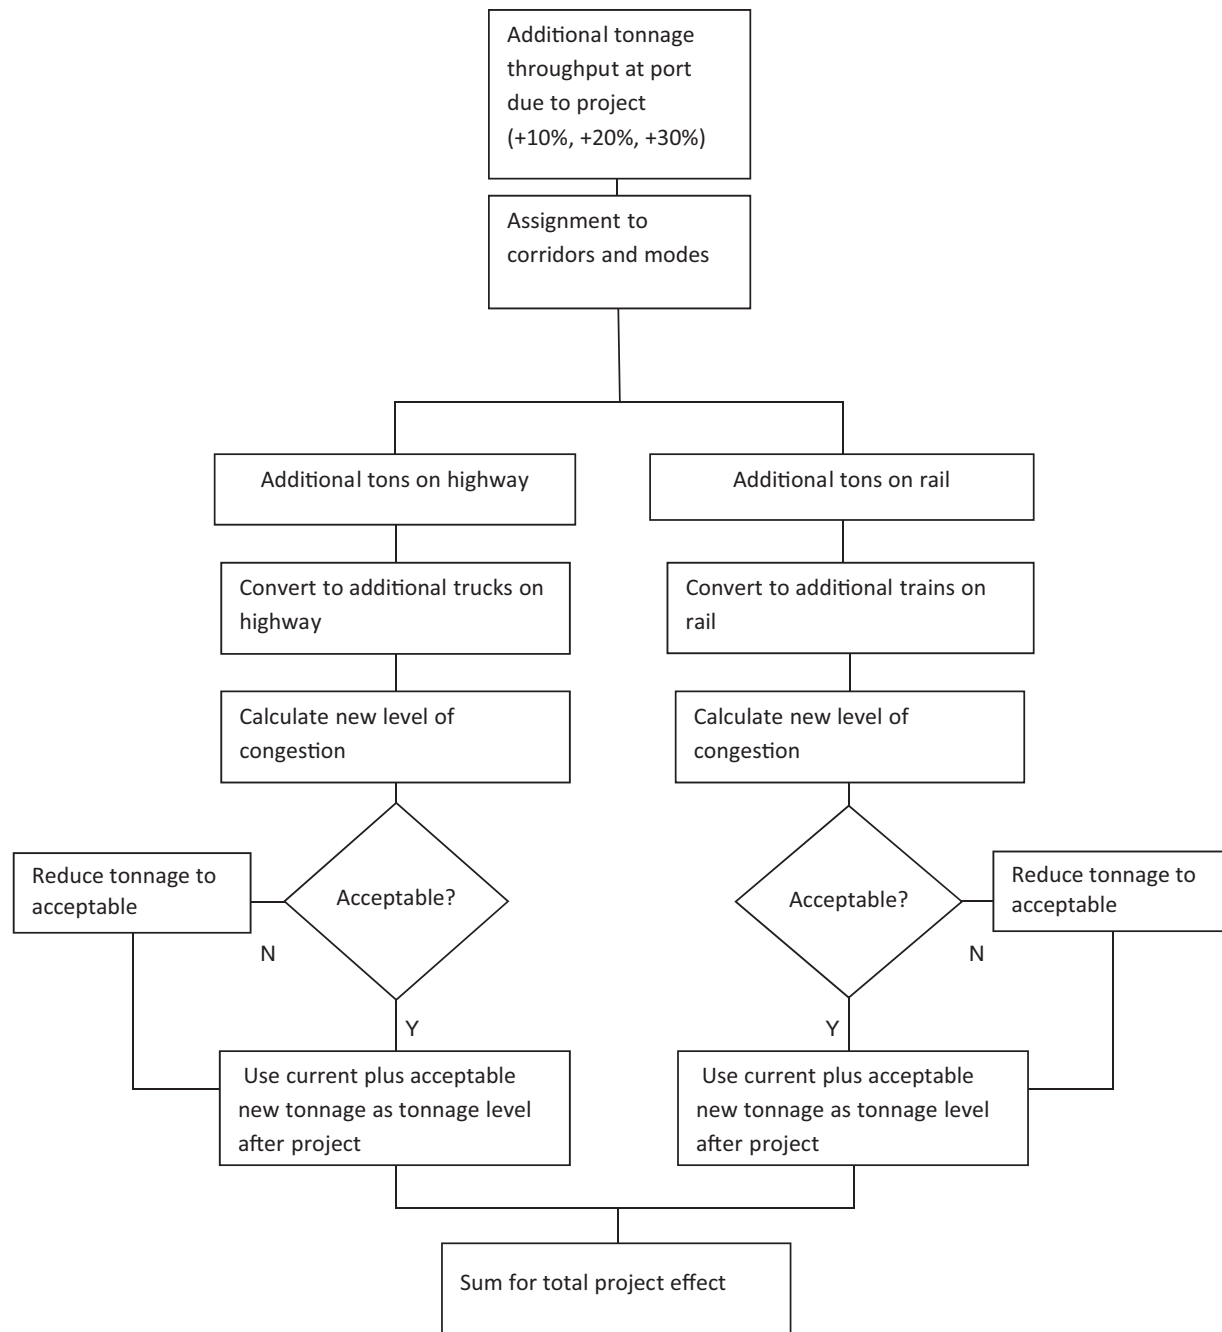 Additional tonnage
throughput at port
due to project
(+10%, +20%, +30%)
Assignment to
corridors and modes
Additional tons on highway
Additional tons on rail
Convert to additional trucks on
highway
Convert to additional trains on
rail
Calculate new level of
congestion
Calculate new level of
congestion
Reduce tonnage to
acceptable
Acceptable?
N
Y
Acceptable?
Reduce tonnage to
acceptable
N
Y
Use current plus acceptable
new tonnage as tonnage level
after project
Use current plus acceptable
new tonnage as tonnage level
after project
Sum for total project effect